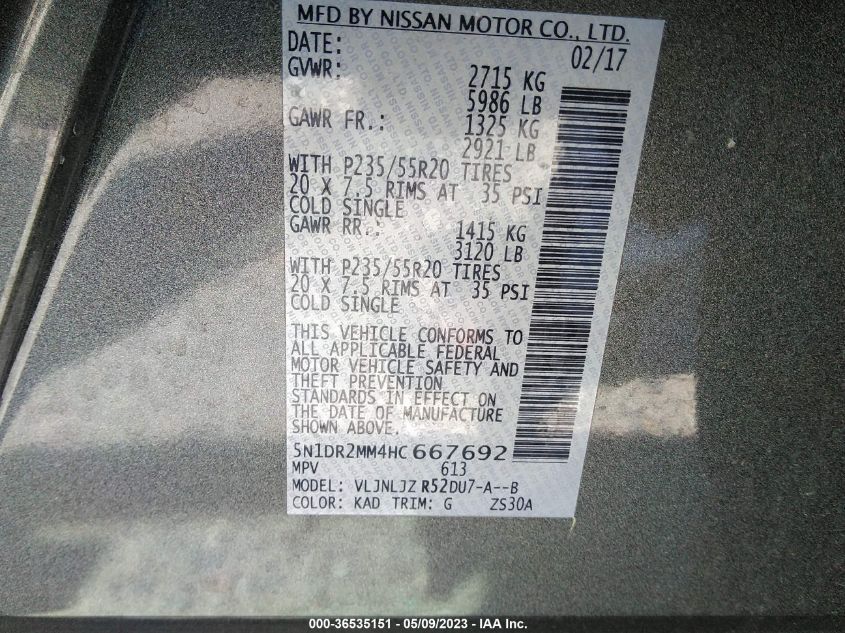 MFD BY NISSAN MOTOR CO., LTD.
DATE: 02/17
GVWR: 2715 KG
5986 LB
GAWR FR.: 1325 KG
2921 LB
WITH P235/55R20 TIRES
20 X 7.5 RIMS AT 35 PSI
COLD SINGLE
GAWR RR.: 1415 KG
3120 LB
WITH P235/55R20 TIRES
20 X 7.5 RIMS AT 35 PSI
COLD SINGLE
THIS VEHICLE CONFORMS TO
ALL APPLICABLE FEDERAL
MOTOR VEHICLE SAFETY AND
THEFT PREVENTION
STANDARDS IN EFFECT ON
THE DATE OF MANUFACTURE
SHOWN ABOVE.
5N1DR2MM4HC 667692
MPV 613
MODEL: VLJNLJZ R52DU7-A--B
COLOR: KAD TRIM: G ZS30A
000-36535151 - 05/09/2023 - IAA Inc.